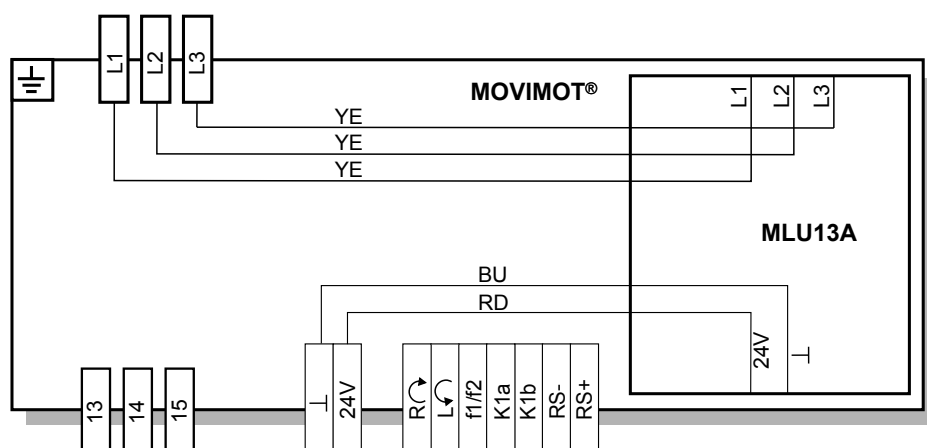 L1
L2
L3
MOVIMOT®
L1
L2
L3
YE
YE
YE
MLU13A
BU
RD
24V
⊥
13
14
15
⊥
24V
R
L
f1/f2
K1a
K1b
RS-
RS+